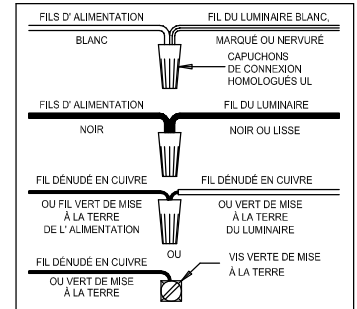 FILS D' ALIMENTATION
FIL DU LUMINAIRE BLANC,
BLANC
MARQUÉ OU NERVURÉ
CAPUCHONS
DE CONNEXION
HOMOLOGUÉS UL
FILS D' ALIMENTATION
FIL DU LUMINAIRE
NOIR
NOIR OU LISSE
FIL DÉNUDÉ EN CUIVRE
FIL DÉNUDÉ EN CUIVRE
OU FIL VERT DE MISE
À LA TERRE
DE L' ALIMENTATION
OU VERT DE MISE
À LA TERRE
DU LUMINAIRE
OU
FIL DÉNUDÉ EN CUIVRE
OU VERT DE MISE
À LA TERRE
VIS VERTE DE MISE
À LA TERRE